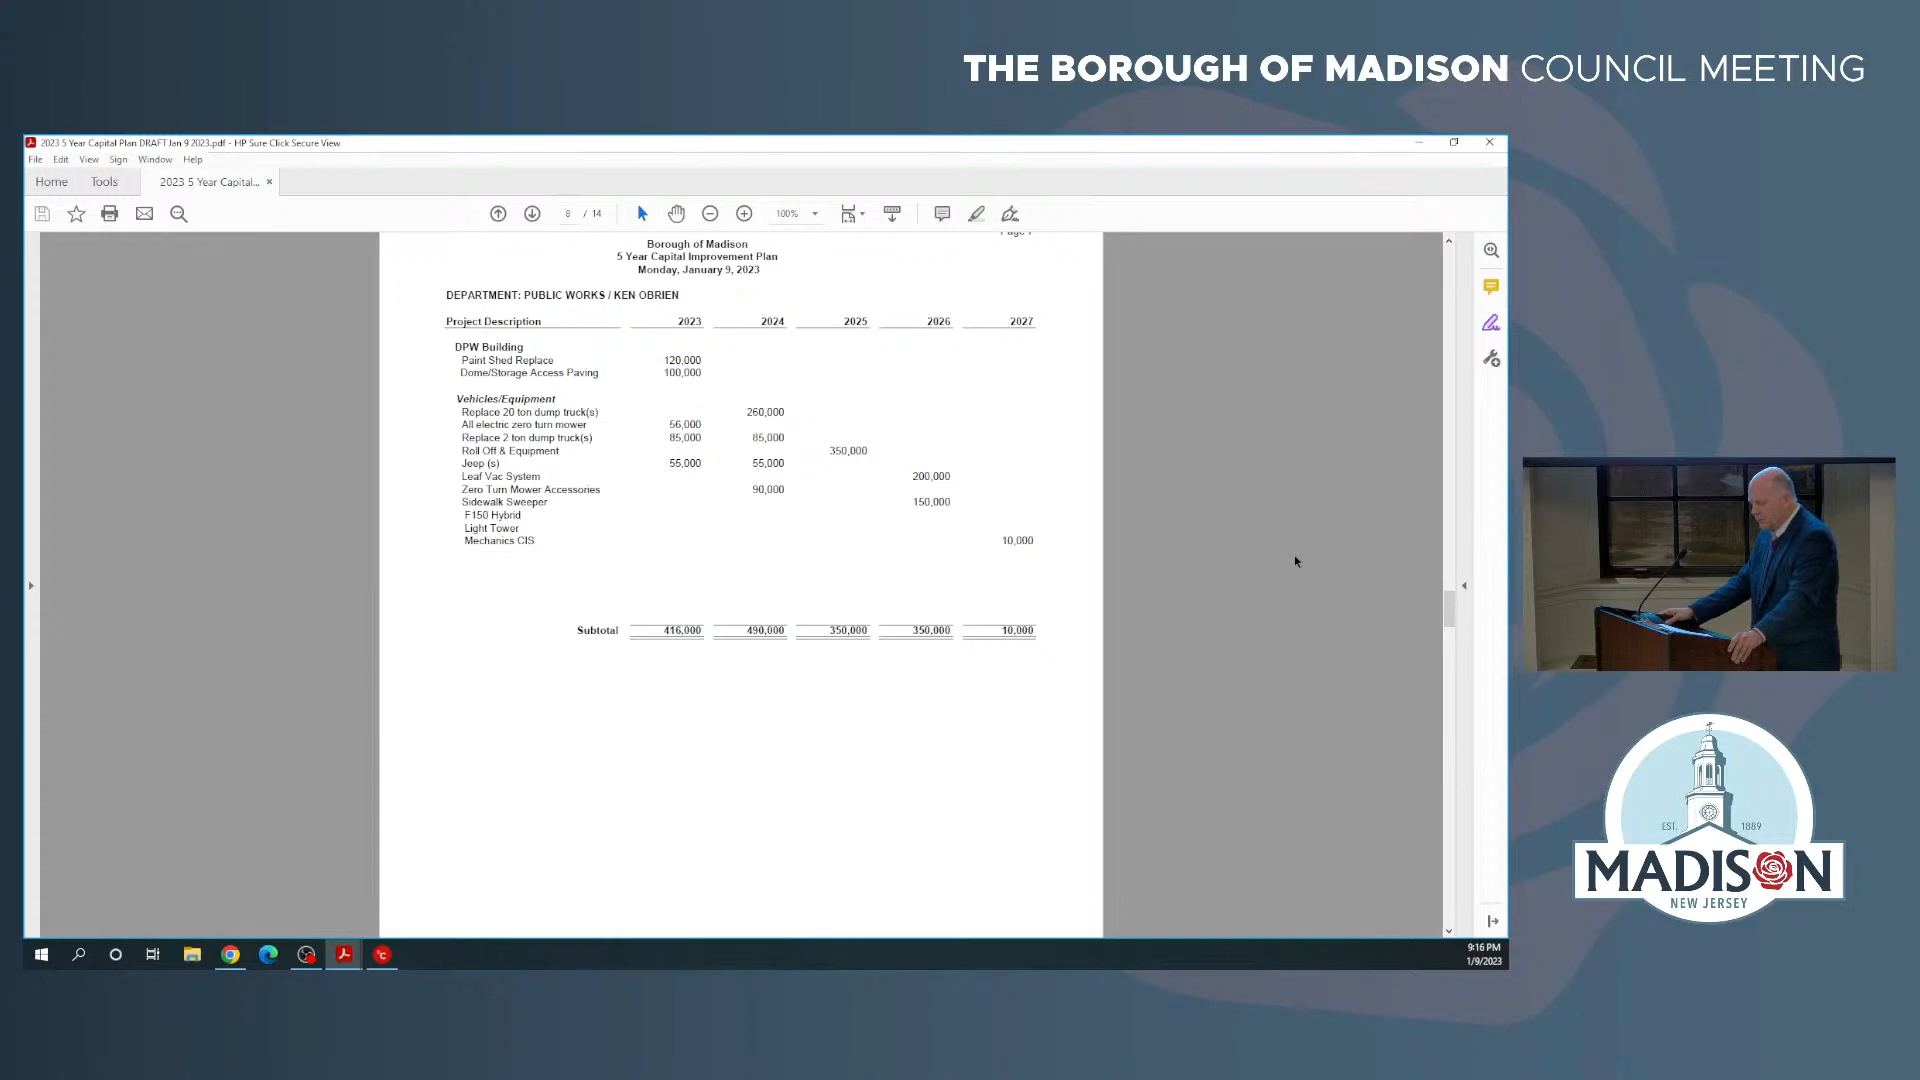 THE BOROUGH OF MADISON COUNCIL MEETING
2023 5 Year Capital Plan DRAFT Jan 9 2023.pdf - HP Sure Click Secure View
File Edit View Sign Window Help
Home Tools 2023 5 Year Capital... ×
8 / 14 100%
Page
Borough of Madison
5 Year Capital Improvement Plan
Monday, January 9, 2023
DEPARTMENT: PUBLIC WORKS / KEN OBRIEN
Project Description 2023 2024 2025 2026 2027
DPW Building
Paint Shed Replace 120,000
Dome/Storage Access Paving 100,000
Vehicles/Equipment
Replace 20 ton dump truck(s) 260,000
All electric zero turn mower 56,000
Replace 2 ton dump truck(s) 85,000 85,000
Roll Off & Equipment 350,000
Jeep (s) 55,000 55,000
Leaf Vac System 200,000
Zero Turn Mower Accessories 90,000
Sidewalk Sweeper 150,000
F150 Hybrid
Light Tower
Mechanics CIS 10,000
Subtotal 416,000 490,000 350,000 350,000 10,000
EST. 1889
MADISON
NEW JERSEY
9:16 PM
1/9/2023